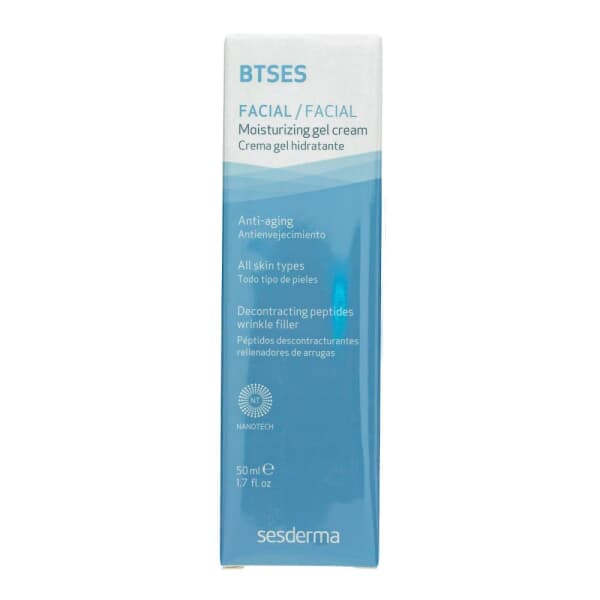 BTSES
FACIAL / FACIAL
Moisturizing gel cream
Crema gel hidratante
Anti-aging
Antienvejecimiento
All skin types
Todo tipo de pieles
Decontracting peptides
wrinkle filler
Péptidos descontracturantes
rellenadores de arrugas
NT
NANOTECH
50 ml ℮
1.7 fl. oz
sesderma